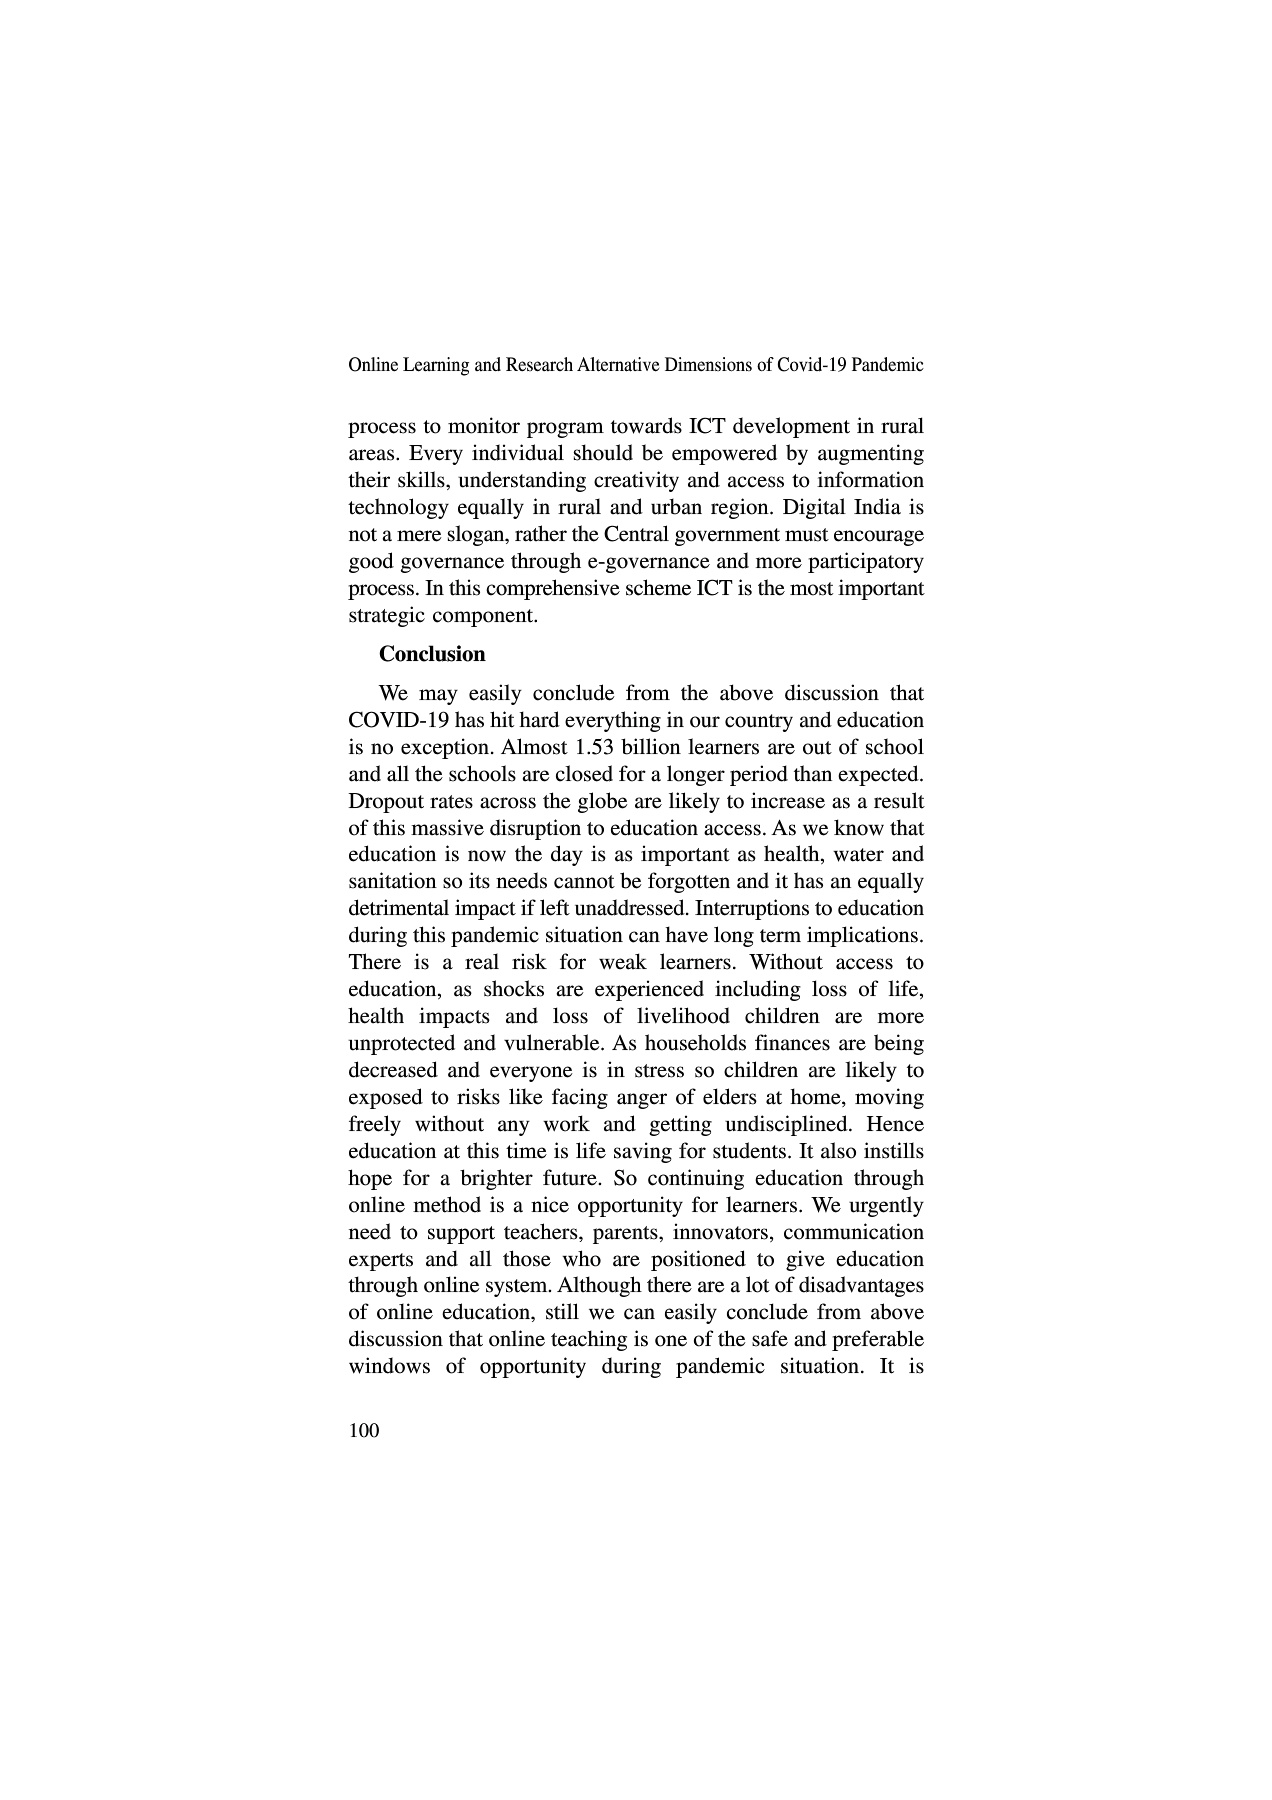 Online Learning and Research Alternative Dimensions of Covid-19 Pandemic
process to monitor program towards ICT development in rural
areas. Every individual should be empowered by augmenting
their skills, understanding creativity and access to information
technology equally in rural and urban region. Digital India is
not a mere slogan, rather the Central government must encourage
good governance through e-governance and more participatory
process. In this comprehensive scheme ICT is the most important
strategic component.
Conclusion
We may easily conclude from the above discussion that
COVID-19 has hit hard everything in our country and education
is no exception. Almost 1.53 billion learners are out of school
and all the schools are closed for a longer period than expected.
Dropout rates across the globe are likely to increase as a result
of this massive disruption to education access. As we know that
education is now the day is as important as health, water and
sanitation so its needs cannot be forgotten and it has an equally
detrimental impact if left unaddressed. Interruptions to education
during this pandemic situation can have long term implications.
There is a real risk for weak learners. Without access to
education, as shocks are experienced including loss of life,
health impacts and loss of livelihood children are more
unprotected and vulnerable. As households finances are being
decreased and everyone is in stress so children are likely to
exposed to risks like facing anger of elders at home, moving
freely without any work and getting undisciplined. Hence
education at this time is life saving for students. It also instills
hope for a brighter future. So continuing education through
online method is a nice opportunity for learners. We urgently
need to support teachers, parents, innovators, communication
experts and all those who are positioned to give education
through online system. Although there are a lot of disadvantages
of online education, still we can easily conclude from above
discussion that online teaching is one of the safe and preferable
windows of opportunity during pandemic situation. It is
100